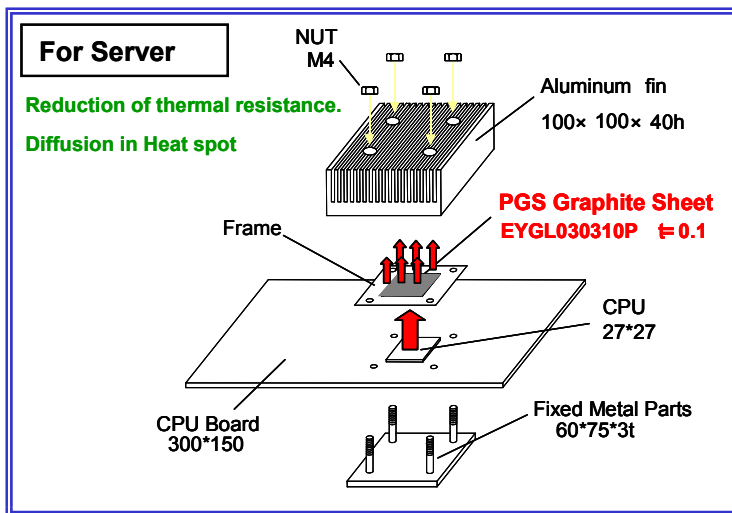 For Server
NUT
M4
Reduction of thermal resistance.
Diffusion in Heat spot
Aluminum fin
100× 100× 40h
PGS Graphite Sheet
EYGL030310P t= 0.1
Frame
CPU
27*27
CPU Board
300*150
Fixed Metal Parts
60*75*3t